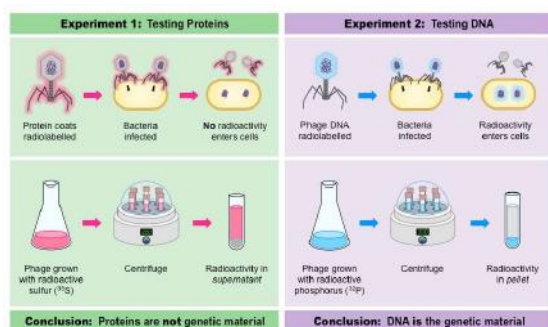 Experiment 1: Testing Proteins
Protein coats
radiolabelled
Bacteria
infected
No radioactivity
enters cells
Phage grown
with radioactive
sulfur (³⁵S)
Centrifuge
Radioactivity in
supernatant
Conclusion: Proteins are not genetic material
Experiment 2: Testing DNA
Phage DNA
radiolabelled
Bacteria
infected
Radioactivity
enters cells
Phage grown
with radioactive
phosphorus (³²P)
Centrifuge
Radioactivity
in pellet
Conclusion: DNA is the genetic material